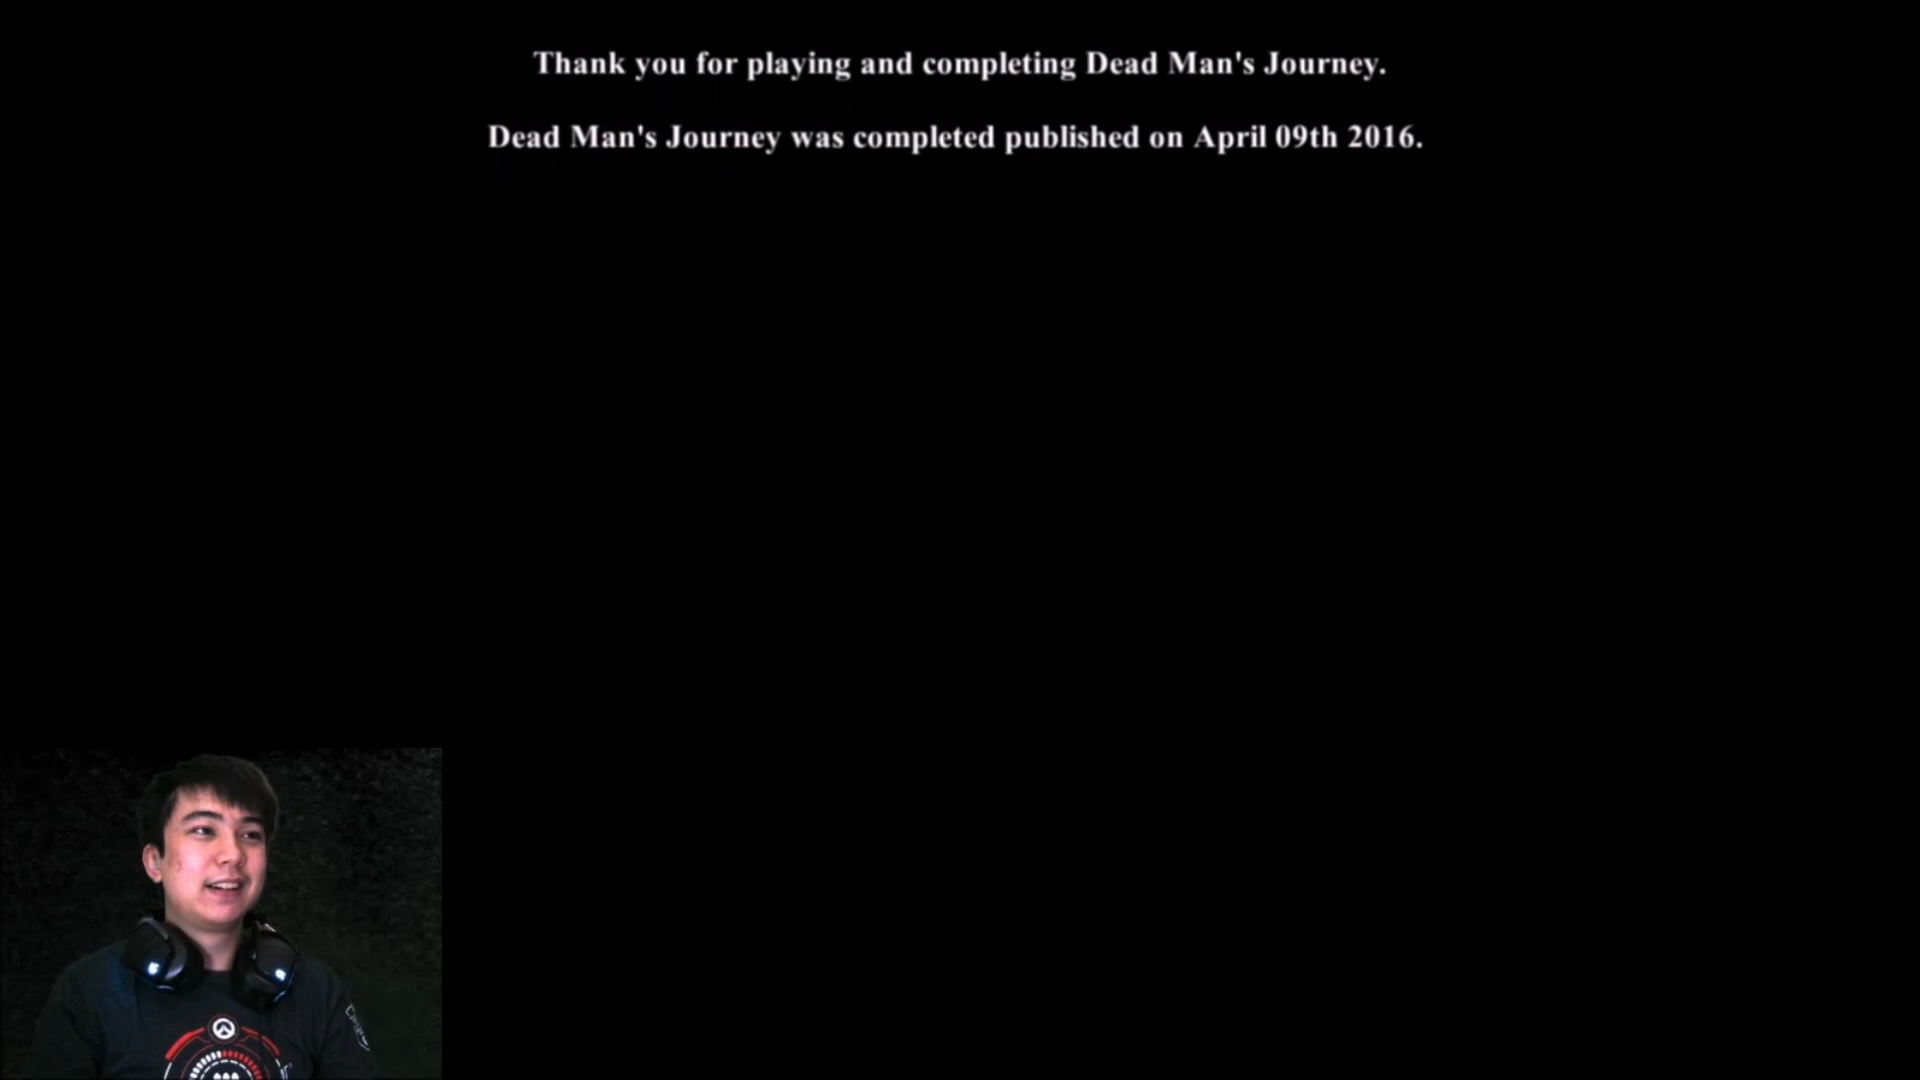 Thank you for playing and completing Dead Man's Journey.
Dead Man's Journey was completed published on April 09th 2016.